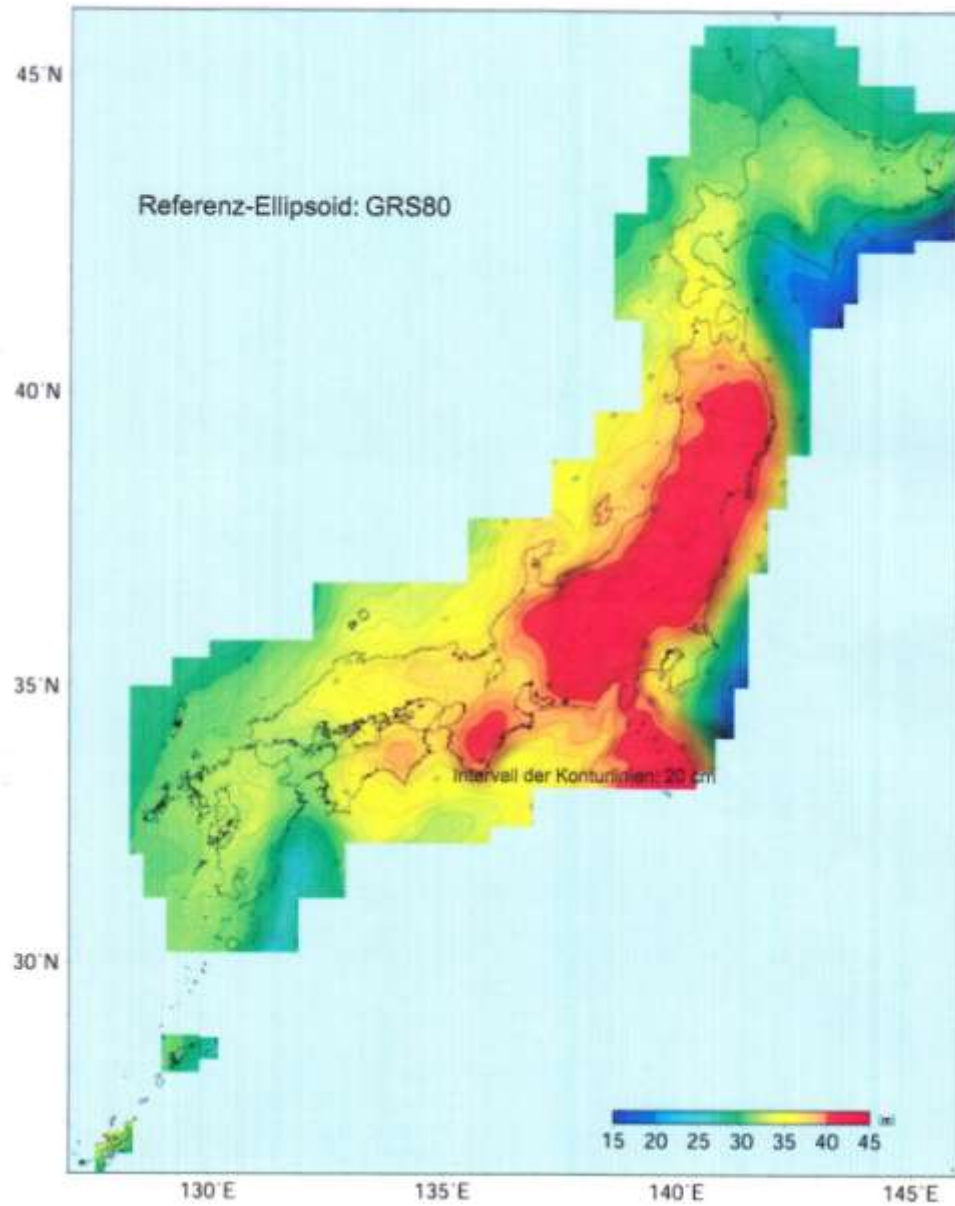 45°N
Referenz-Ellipsoid: GRS80
40°N
35°N
Intervall der Konturlinien: 20 cm
30°N
[m]
15 20 25 30 35 40 45
130°E 135°E 140°E 145°E